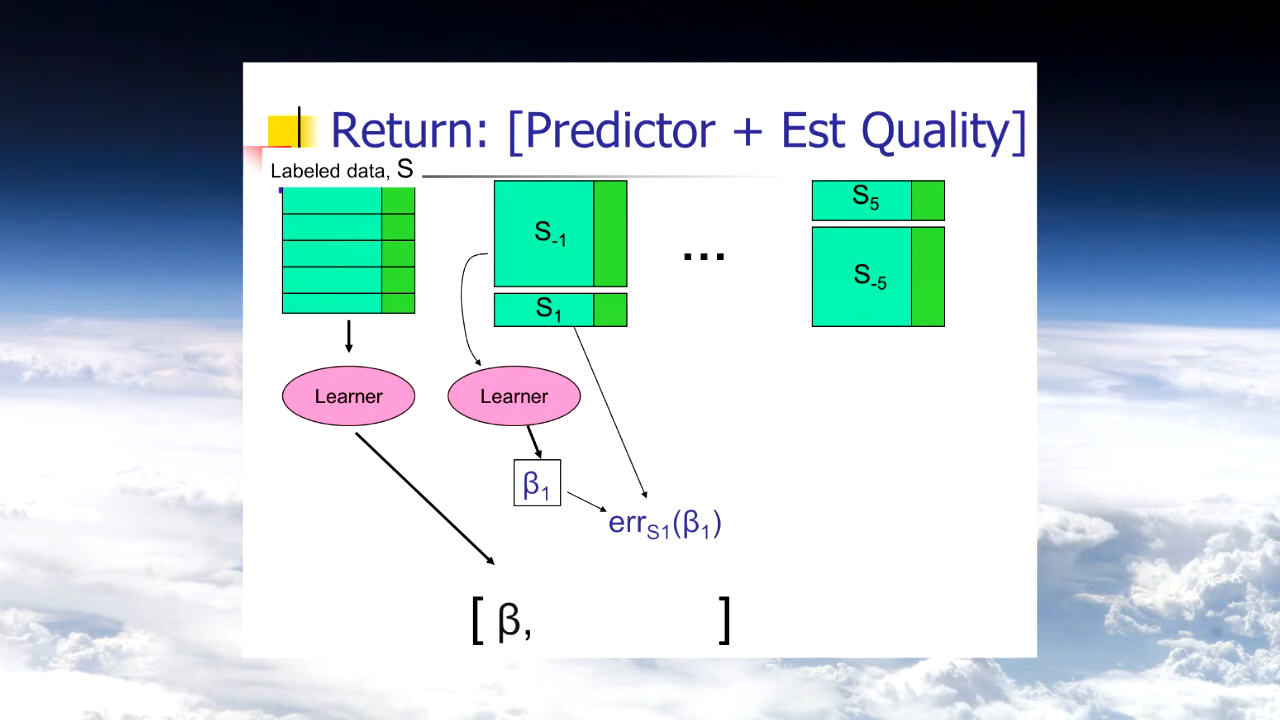 Return: [Predictor + Est Quality]
Labeled data, S
S-1
S1
...
S5
S-5
Learner
Learner
β1
errS1(β1)
[ β, ]